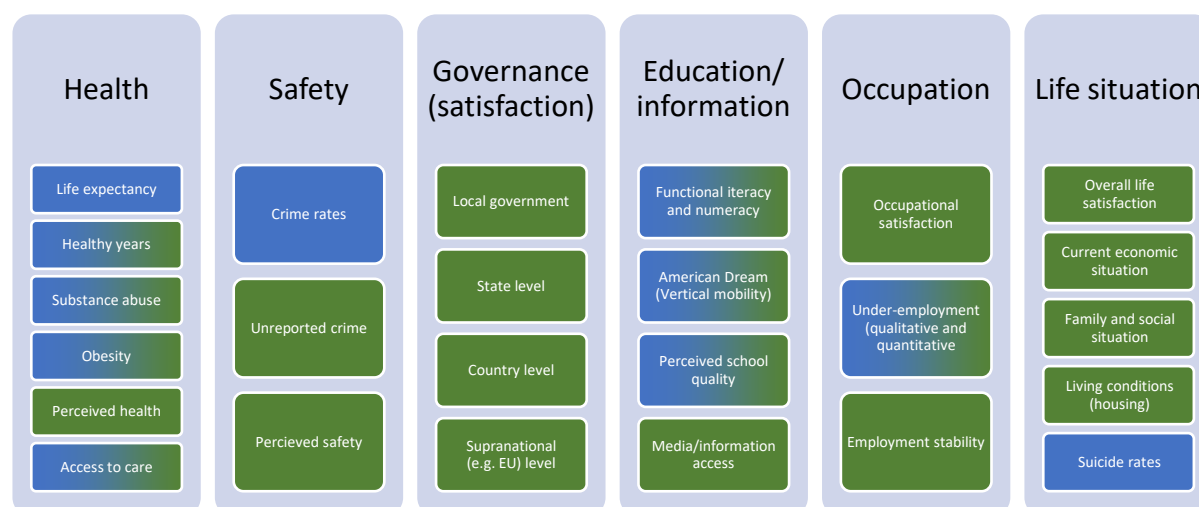 Health
Life expectancy
Healthy years
Substance abuse
Obesity
Perceived health
Access to care
Safety
Crime rates
Unreported crime
Percieved safety
Governance
(satisfaction)
Local government
State level
Country level
Supranational
(e.g. EU) level
Education/
information
Functional iteracy
and numeracy
American Dream
(Vertical mobility)
Perceived school
quality
Media/information
access
Occupation
Occupational
satisfaction
Under-employment
(qualitative and
quantitative
Employment stability
Life situation
Overall life
satisfaction
Current economic
situation
Family and social
situation
Living conditions
(housing)
Suicide rates